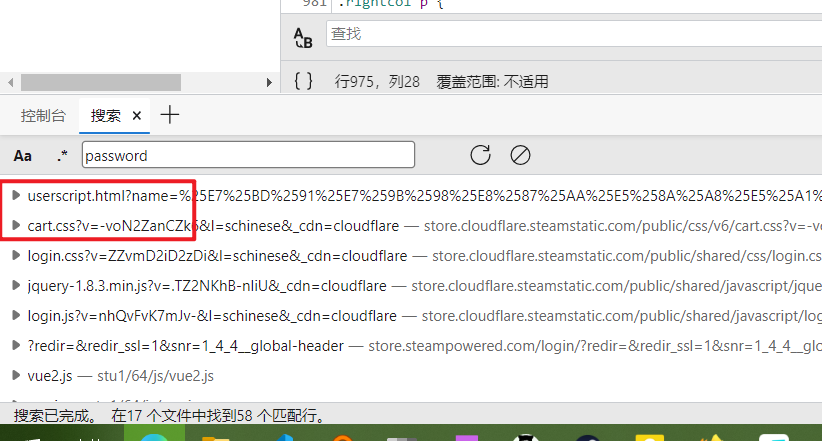 981 .rightcol p {
查找
{ } 行975，列28 覆盖范围: 不适用
控制台 搜索 × +
Aa .* password
userscript.html?name=%25E7%25BD%2591%25E7%259B%2598%25E8%2587%25AA%25E5%258A%25A8%25E5%25A1%
cart.css?v=-voN2ZanCZk6&l=schinese&_cdn=cloudflare — store.cloudflare.steamstatic.com/public/css/v6/cart.css?v=-vo
login.css?v=ZZvmD2iD2zDi&l=schinese&_cdn=cloudflare — store.cloudflare.steamstatic.com/public/shared/css/login.cs
jquery-1.8.3.min.js?v=.TZ2NKhB-nliU&_cdn=cloudflare — store.cloudflare.steamstatic.com/public/shared/javascript/jque
login.js?v=nhQvFvK7mJv-&l=schinese&_cdn=cloudflare — store.cloudflare.steamstatic.com/public/shared/javascript/log
?redir=&redir_ssl=1&snr=1_4_4__global-header — store.steampowered.com/login/?redir=&redir_ssl=1&snr=1_4_4__glo
vue2.js — stu1/64/js/vue2.js
搜索已完成。 在17 个文件中找到58 个匹配行。